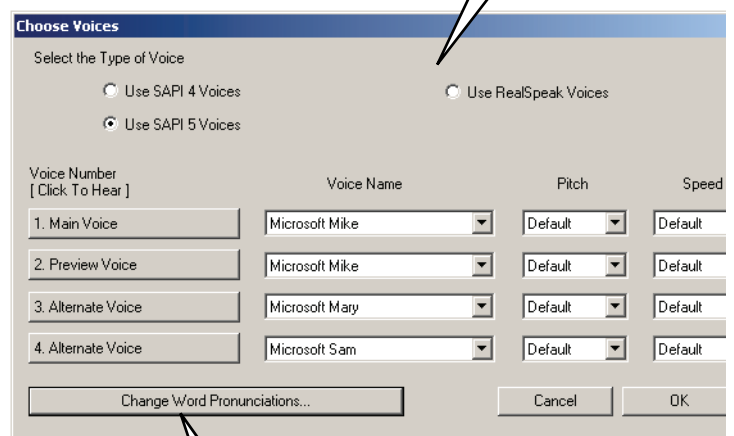 Choose Voices
Select the Type of Voice
Use SAPI 4 Voices Use RealSpeak Voices
Use SAPI 5 Voices
Voice Number
[ Click To Hear ] Voice Name Pitch Speed
1. Main Voice Microsoft Mike Default Default
2. Preview Voice Microsoft Mike Default Default
3. Alternate Voice Microsoft Mary Default Default
4. Alternate Voice Microsoft Sam Default Default
Change Word Pronunciations... Cancel OK